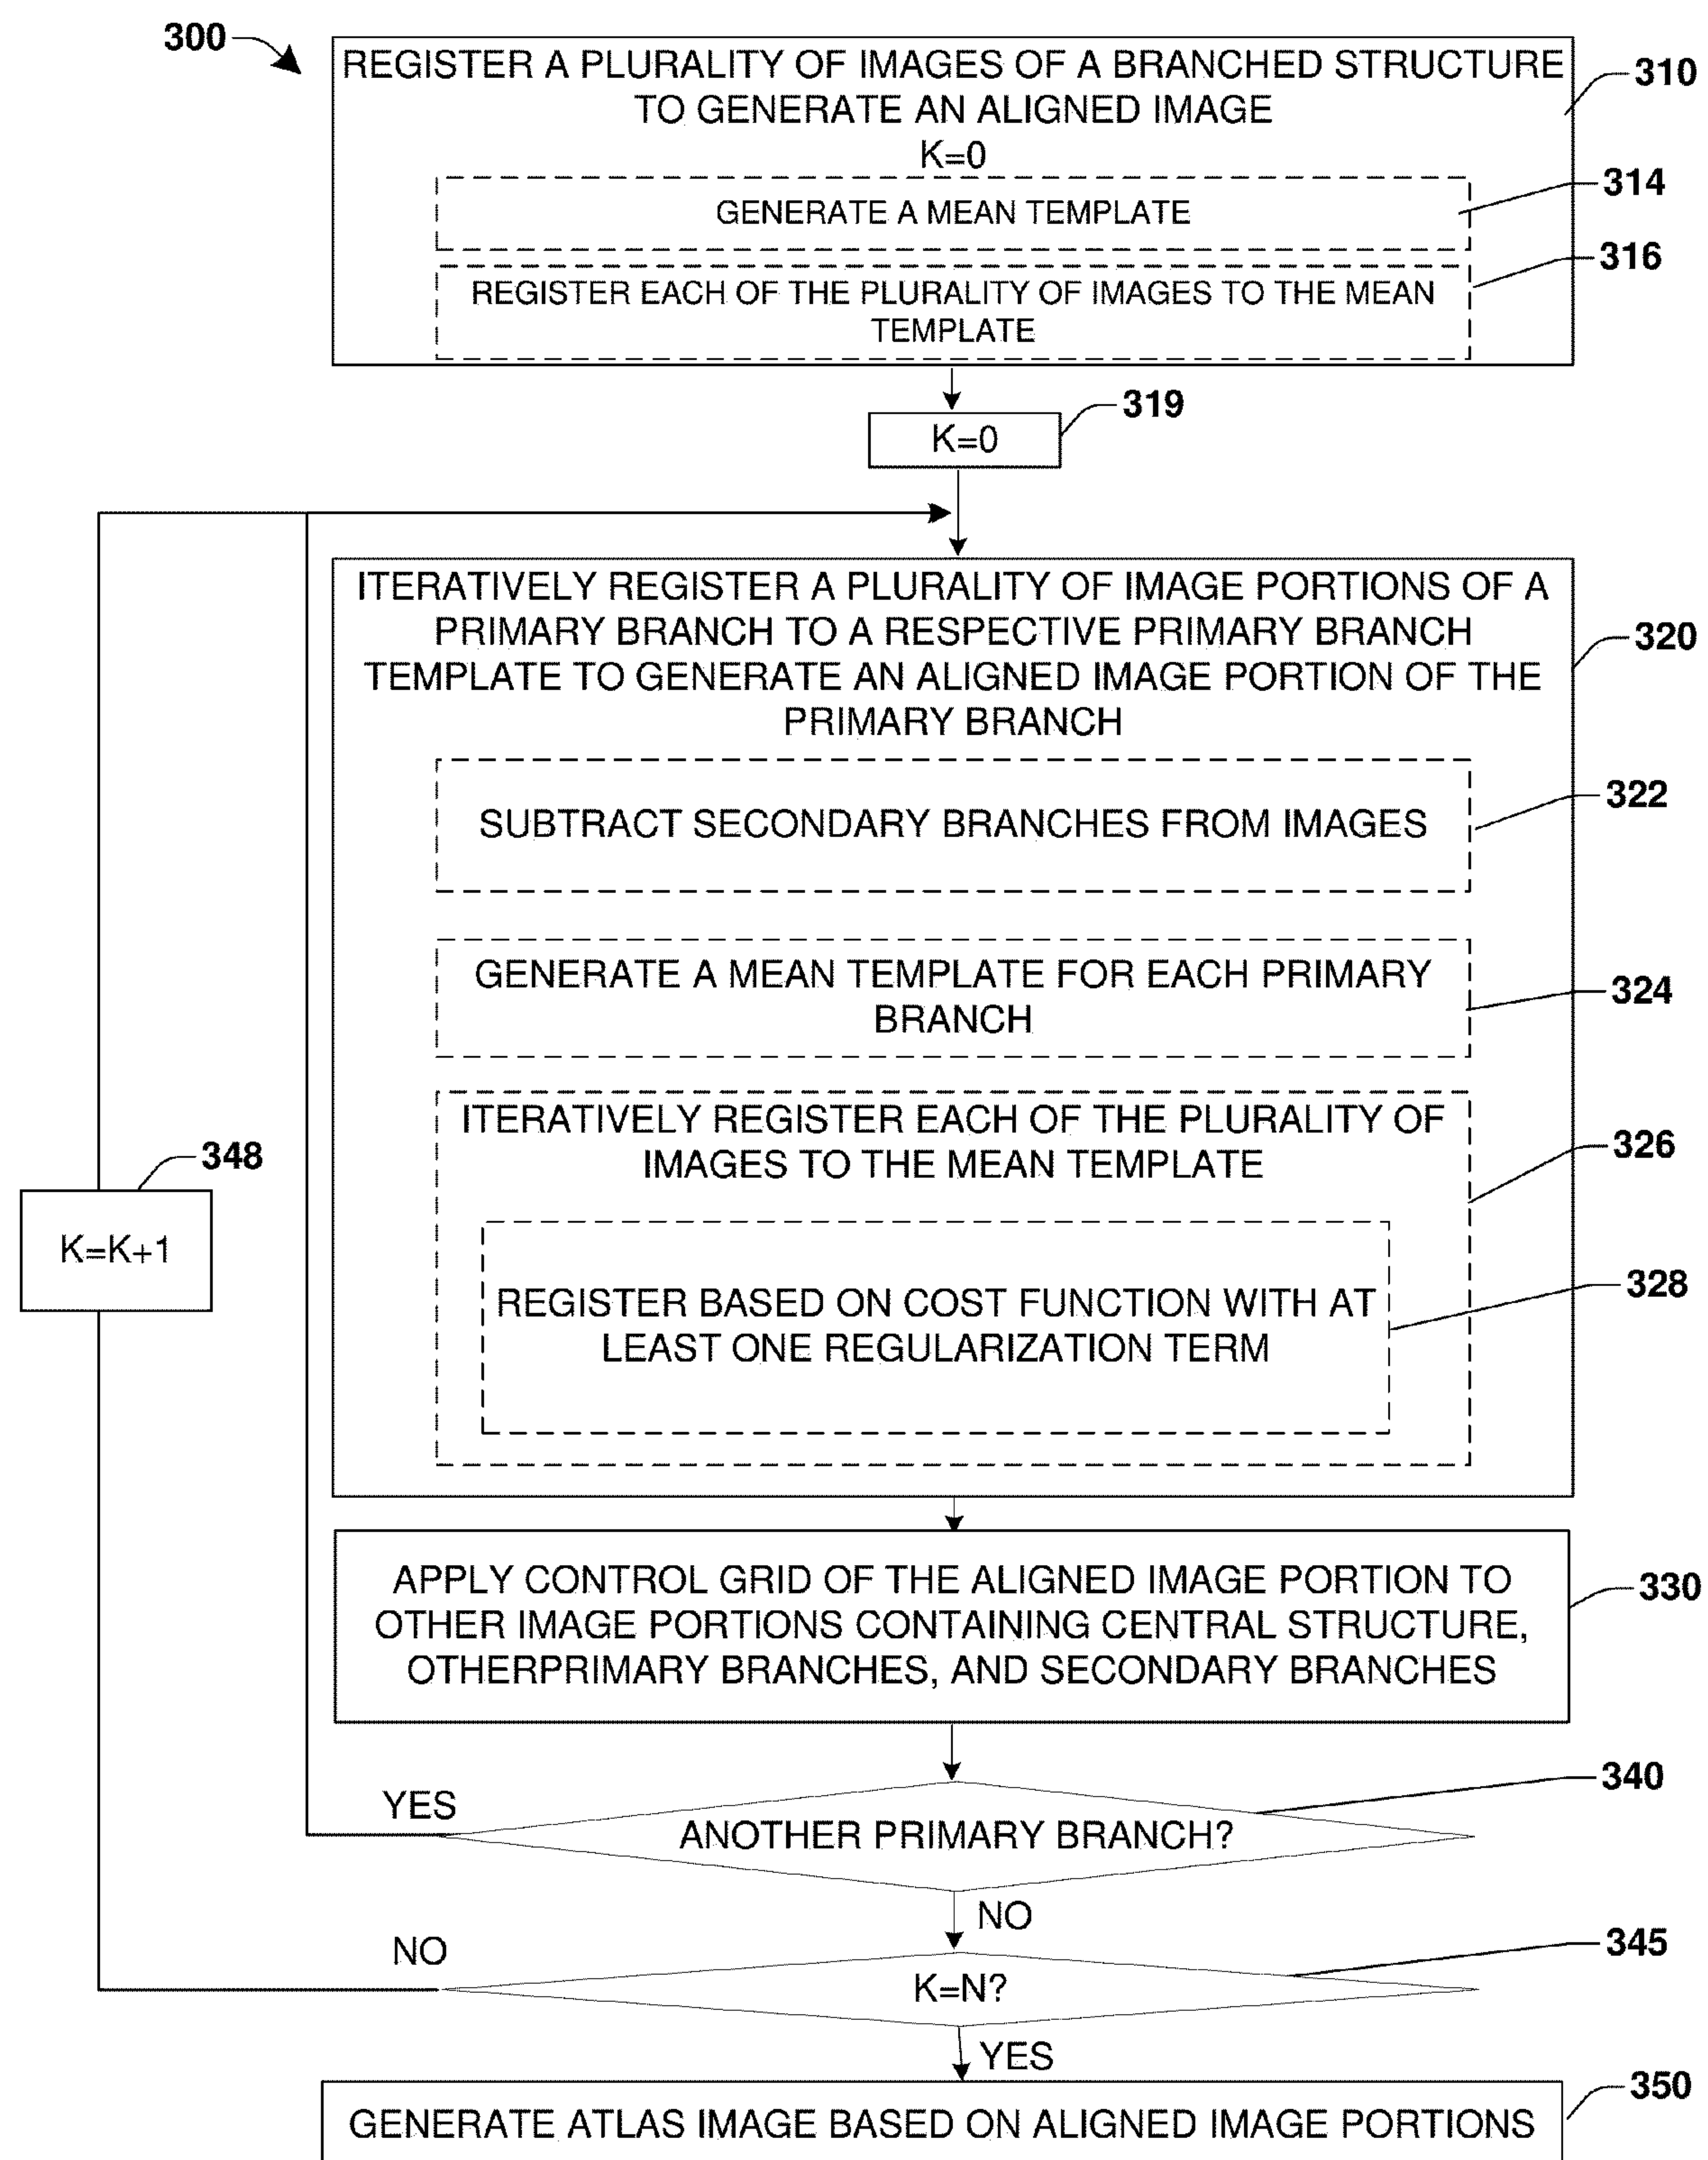 300
REGISTER A PLURALITY OF IMAGES OF A BRANCHED STRUCTURE
TO GENERATE AN ALIGNED IMAGE
K=0
310
GENERATE A MEAN TEMPLATE
314
REGISTER EACH OF THE PLURALITY OF IMAGES TO THE MEAN
TEMPLATE
316
K=0
319
ITERATIVELY REGISTER A PLURALITY OF IMAGE PORTIONS OF A
PRIMARY BRANCH TO A RESPECTIVE PRIMARY BRANCH
TEMPLATE TO GENERATE AN ALIGNED IMAGE PORTION OF THE
PRIMARY BRANCH
320
SUBTRACT SECONDARY BRANCHES FROM IMAGES
322
GENERATE A MEAN TEMPLATE FOR EACH PRIMARY
BRANCH
324
ITERATIVELY REGISTER EACH OF THE PLURALITY OF
IMAGES TO THE MEAN TEMPLATE
326
REGISTER BASED ON COST FUNCTION WITH AT
LEAST ONE REGULARIZATION TERM
328
348
K=K+1
APPLY CONTROL GRID OF THE ALIGNED IMAGE PORTION TO
OTHER IMAGE PORTIONS CONTAINING CENTRAL STRUCTURE,
OTHERPRIMARY BRANCHES, AND SECONDARY BRANCHES
330
YES
ANOTHER PRIMARY BRANCH?
340
NO
NO
K=N?
345
YES
GENERATE ATLAS IMAGE BASED ON ALIGNED IMAGE PORTIONS
350